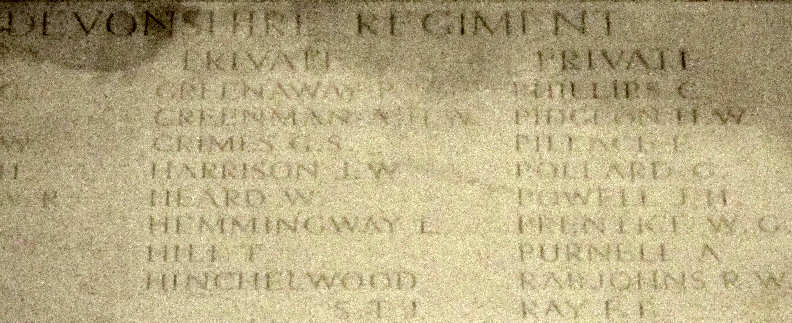 DEVONSHIRE REGIMENT
PRIVATE
GREENAWAY P.
GREENMAN
GRIMES G. S.
HARRISON J. W.
HEARD W.
HEMMINGWAY E.
HILL T.
HINCHELWOOD
S. T. J.
PRIVATE
PHILLIPS C.
PIDGEON H. W.
POLLARD G.
POWELL J. H.
PRENTICE W. G.
PURNELL A.
RABJOHNS R. W.
RAY F. E.